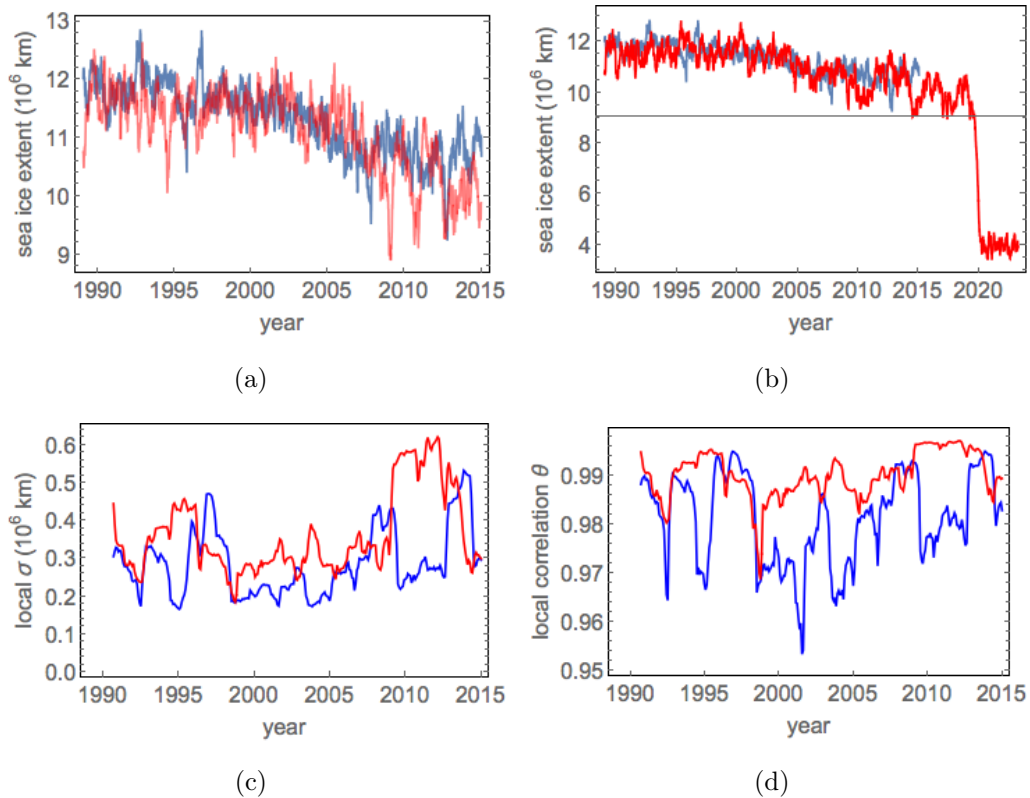 13
12
11
10
9
sea ice extent (10⁶ km)
1990 1995 2000 2005 2010 2015
year
(a)
12
10
8
6
4
sea ice extent (10⁶ km)
1990 1995 2000 2005 2010 2015 2020
year
(b)
0.6
0.5
0.4
0.3
0.2
0.1
0.0
local σ (10⁶ km)
1990 1995 2000 2005 2010 2015
year
(c)
0.99
0.98
0.97
0.96
0.95
local correlation θ
1990 1995 2000 2005 2010 2015
year
(d)